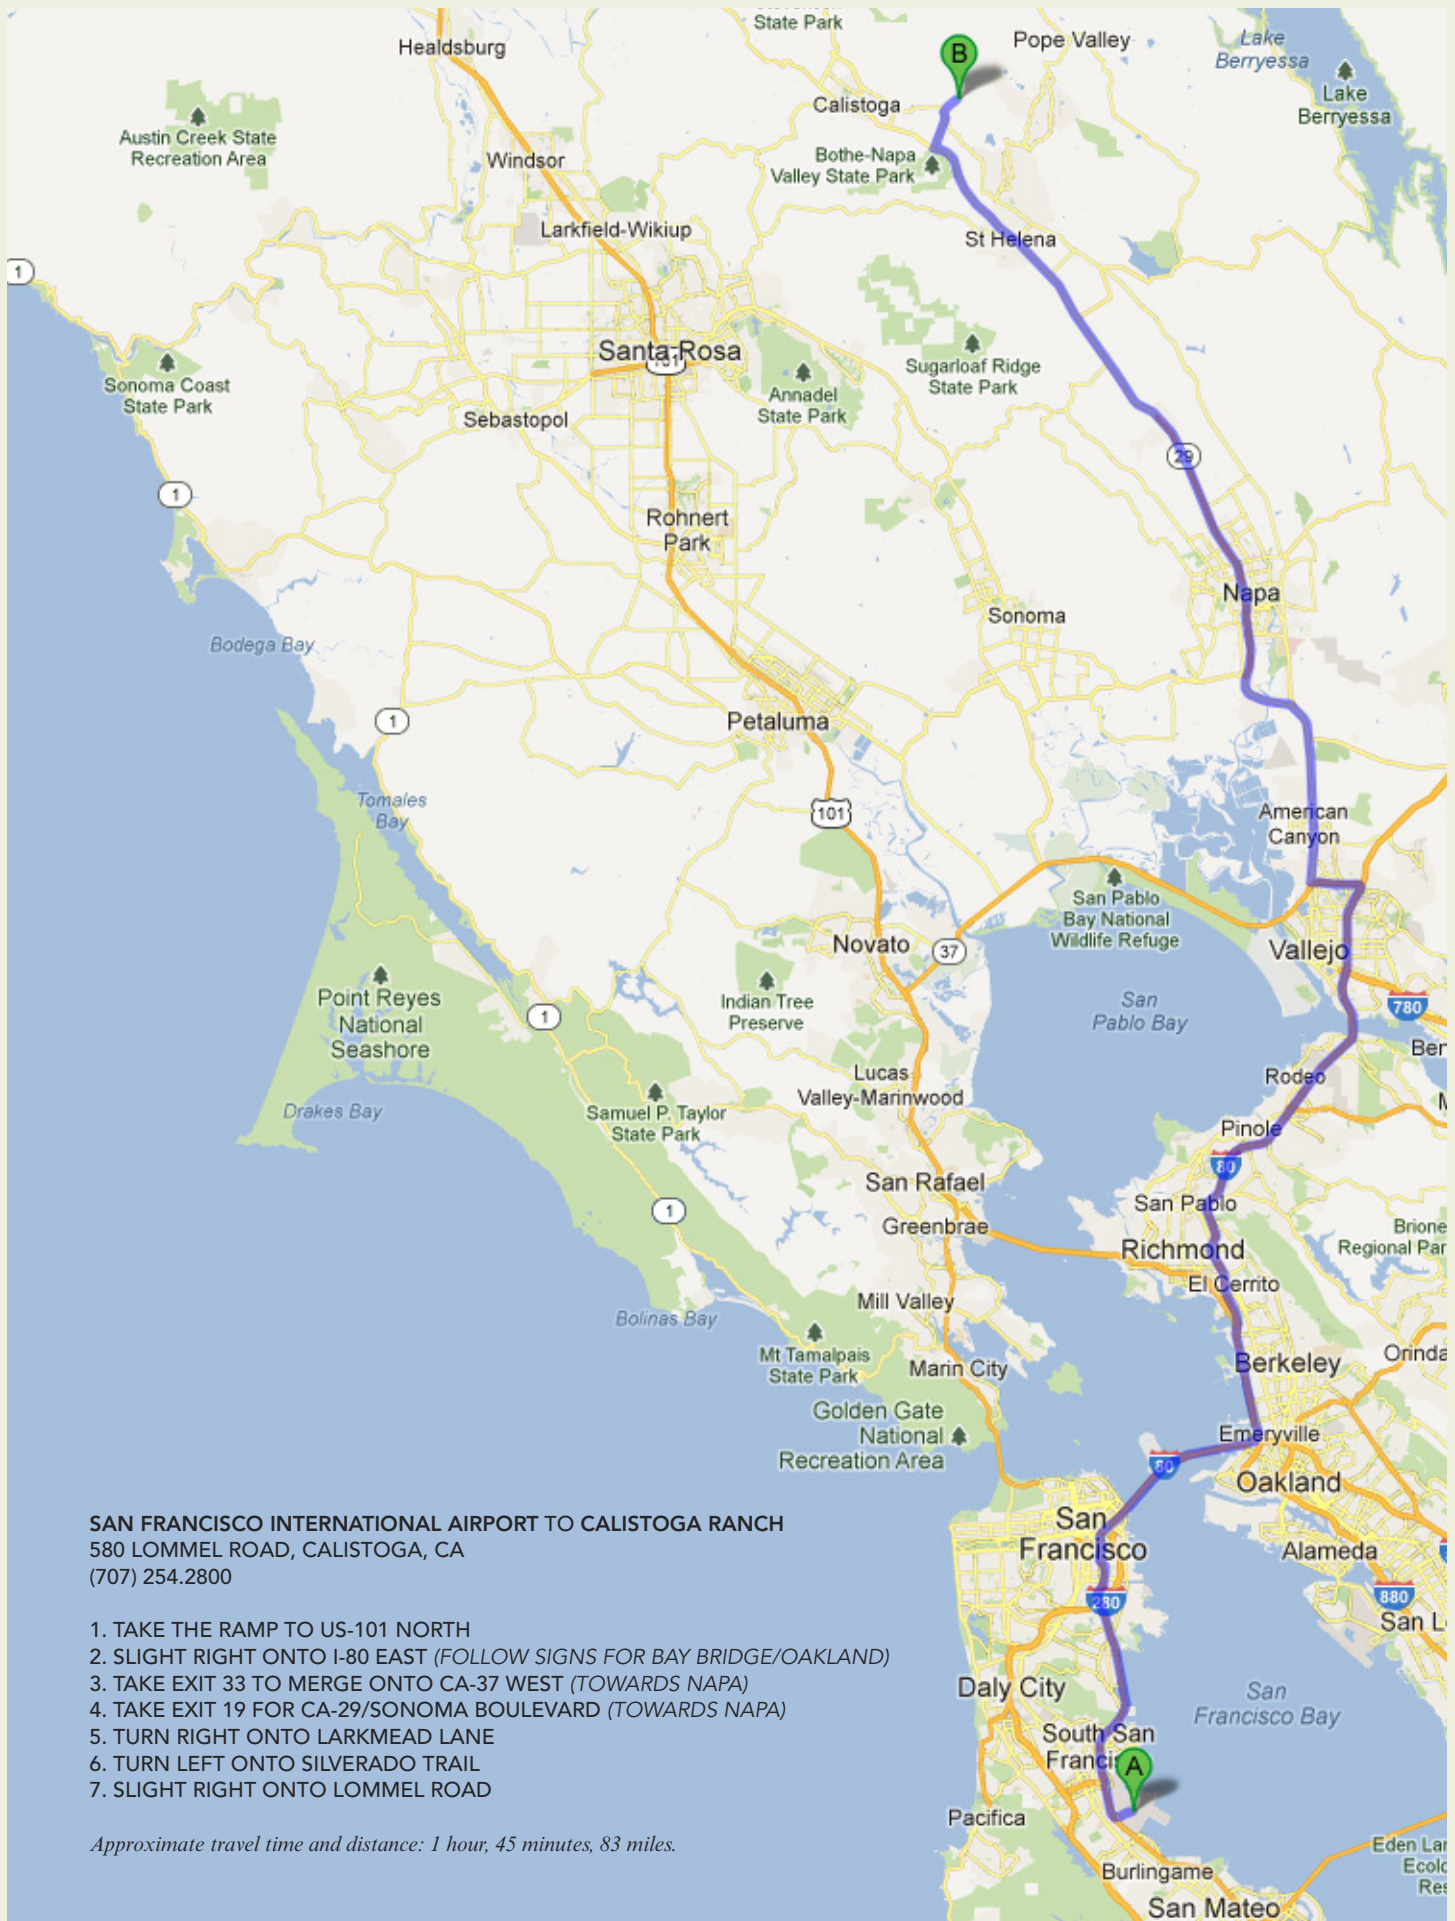 State Park
Healdsburg
B
Pope Valley
Lake
Berryessa
Lake
Berryessa
Calistoga
Austin Creek State
Recreation Area
Windsor
Bothe-Napa
Valley State Park
Larkfield-Wikiup
St Helena
1
Santa Rosa
101
Sonoma Coast
State Park
Sugarloaf Ridge
State Park
Annadel
State Park
Sebastopol
29
1
Rohnert
Park
Napa
Sonoma
Bodega Bay
1
Petaluma
Tomales
Bay
101
American
Canyon
San Pablo
Bay National
Wildlife Refuge
Novato
37
Vallejo
Point Reyes
National
Seashore
Indian Tree
Preserve
San
Pablo Bay
780
1
Ben
Rodeo
Lucas
Valley-Marinwood
Drakes Bay
Samuel P. Taylor
State Park
M
Pinole
80
San Rafael
San Pablo
1
Greenbrae
Brione
Regional Par
Richmond
El Cerrito
Mill Valley
Bolinas Bay
Mt Tamalpais
State Park
Marin City
Berkeley
Orinda
Golden Gate
National
Recreation Area
Emeryville
80
Oakland
San
Francisco
Alameda
280
880
San L
Daly City
San
Francisco Bay
South San
Francis
A
Pacifica
Eden Lan
Ecolo
Res
Burlingame
San Mateo
SAN FRANCISCO INTERNATIONAL AIRPORT TO CALISTOGA RANCH
580 LOMMEL ROAD, CALISTOGA, CA
(707) 254.2800
1. TAKE THE RAMP TO US-101 NORTH
2. SLIGHT RIGHT ONTO I-80 EAST (FOLLOW SIGNS FOR BAY BRIDGE/OAKLAND)
3. TAKE EXIT 33 TO MERGE ONTO CA-37 WEST (TOWARDS NAPA)
4. TAKE EXIT 19 FOR CA-29/SONOMA BOULEVARD (TOWARDS NAPA)
5. TURN RIGHT ONTO LARKMEAD LANE
6. TURN LEFT ONTO SILVERADO TRAIL
7. SLIGHT RIGHT ONTO LOMMEL ROAD
Approximate travel time and distance: 1 hour, 45 minutes, 83 miles.